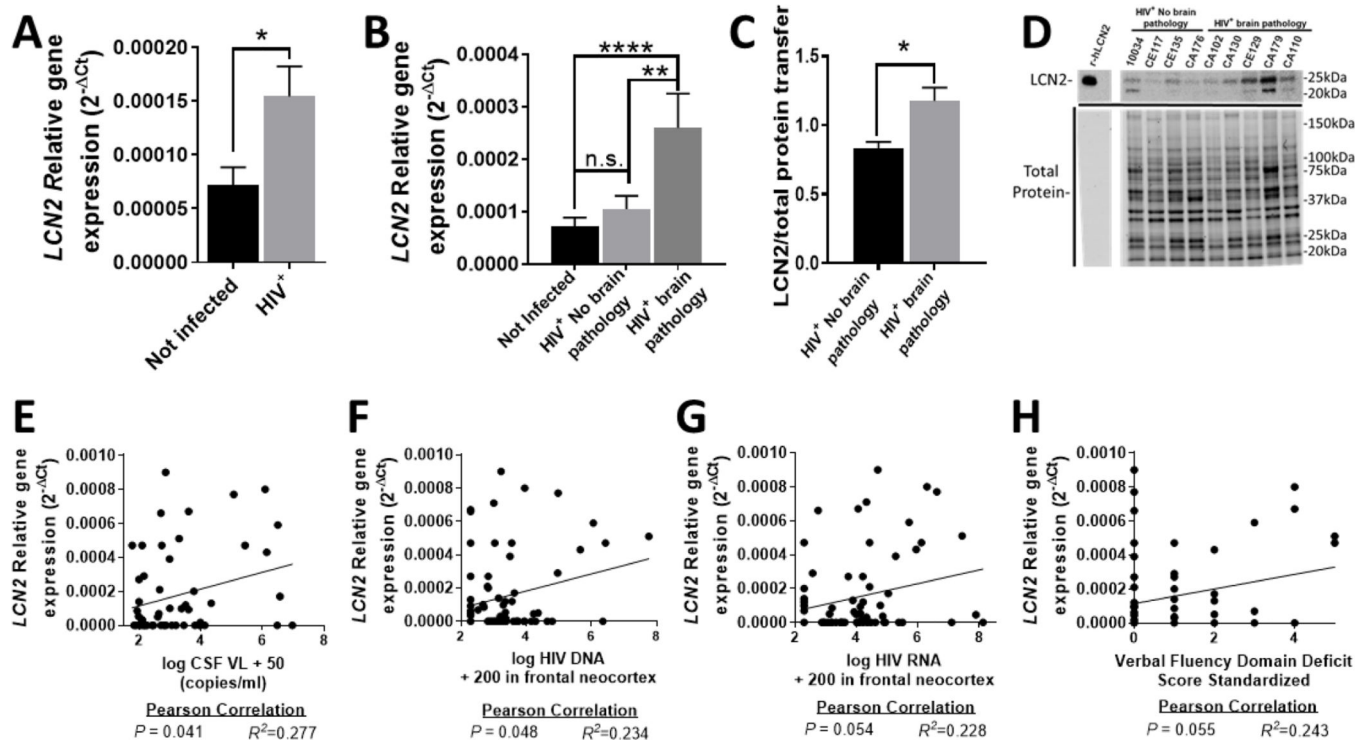 A
LCN2 Relative gene
expression (2-ΔCt)
0.00020
0.00015
0.00010
0.00005
0.00000
*
Not infected
HIV+
B
LCN2 Relative gene
expression (2-ΔCt)
0.0004
0.0003
0.0002
0.0001
0.0000
****
**
n.s.
Not Infected
HIV+ No brain
pathology
HIV+ brain
pathology
C
LCN2/total protein transfer
1.5
1.0
0.5
0.0
*
HIV+ No brain
pathology
HIV+ brain
pathology
D
HIV+ No brain
pathology
HIV+ brain pathology
r-hLCN2
10034
CE117
CE135
CA176
CA102
CA130
CE129
CA179
CA110
LCN2-
-25kDa
-20kDa
-150kDa
-100kDa
-75kDa
-37kDa
-25kDa
-20kDa
Total
Protein-
E
LCN2 Relative gene
expression (2-ΔCt)
0.0010
0.0008
0.0006
0.0004
0.0002
0.0000
2 4 6 8
log CSF VL + 50
(copies/ml)
Pearson Correlation
P = 0.041 R2=0.277
F
LCN2 Relative gene
expression (2-ΔCt)
0.0010
0.0008
0.0006
0.0004
0.0002
0.0000
2 4 6 8
log HIV DNA
+ 200 in frontal neocortex
Pearson Correlation
P = 0.048 R2=0.234
G
LCN2 Relative gene
expression (2-ΔCt)
0.0010
0.0008
0.0006
0.0004
0.0002
0.0000
2 4 6 8
log HIV RNA
+ 200 in frontal neocortex
Pearson Correlation
P = 0.054 R2=0.228
H
LCN2 Relative gene
expression (2-ΔCt)
0.0010
0.0008
0.0006
0.0004
0.0002
0.0000
0 2 4
Verbal Fluency Domain Deficit
Score Standardized
Pearson Correlation
P = 0.055 R2=0.243